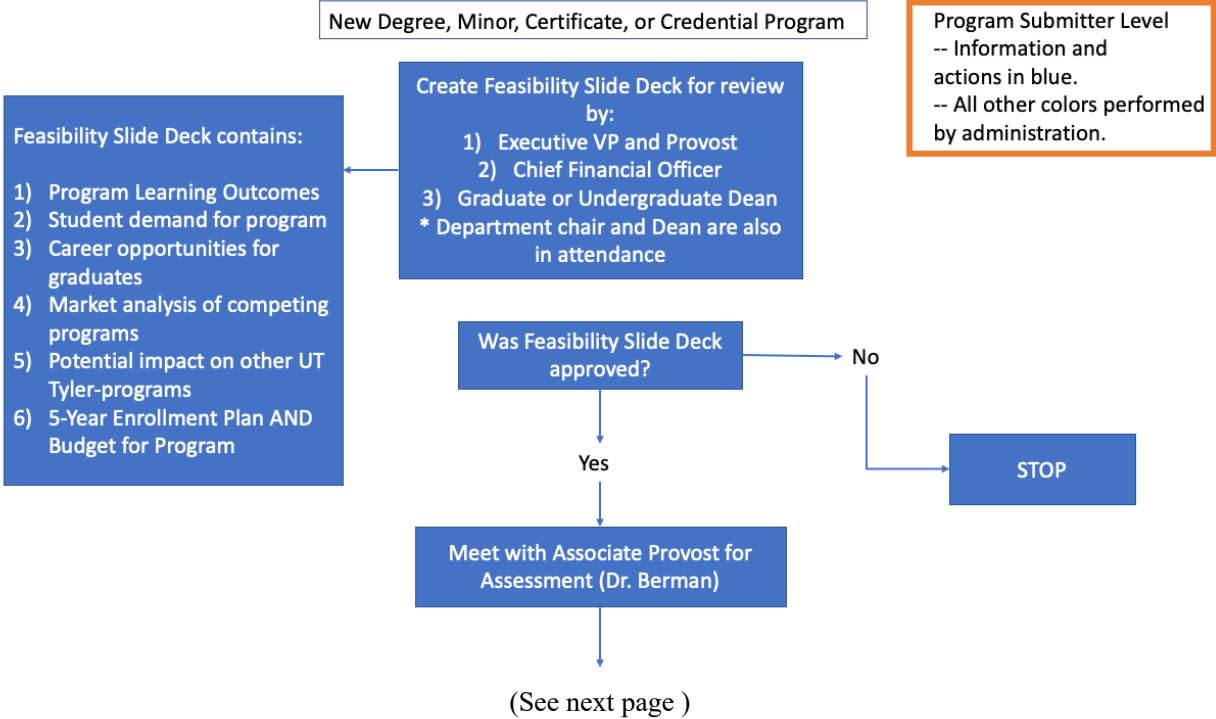 New Degree, Minor, Certificate, or Credential Program
Program Submitter Level
-- Information and
actions in blue.
-- All other colors performed
by administration.
Create Feasibility Slide Deck for review
by:
1) Executive VP and Provost
2) Chief Financial Officer
3) Graduate or Undergraduate Dean
* Department chair and Dean are also
in attendance
Feasibility Slide Deck contains:
1) Program Learning Outcomes
2) Student demand for program
3) Career opportunities for
graduates
4) Market analysis of competing
programs
5) Potential impact on other UT
Tyler-programs
6) 5-Year Enrollment Plan AND
Budget for Program
Was Feasibility Slide Deck
approved?
No
Yes
STOP
Meet with Associate Provost for
Assessment (Dr. Berman)
(See next page )